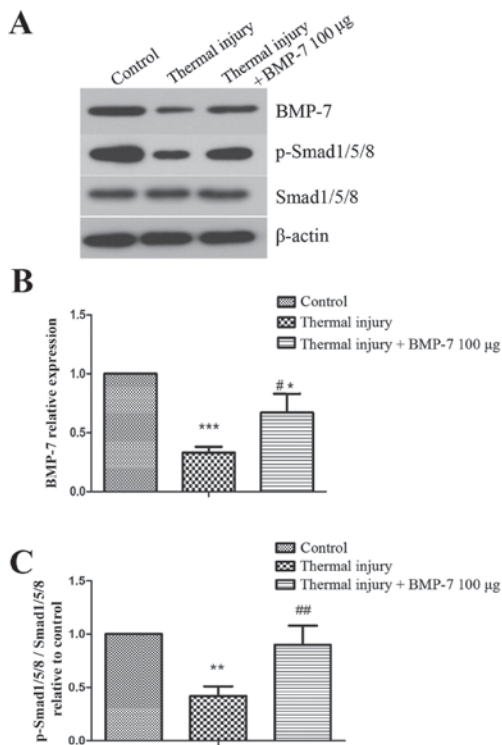 A
Control
Thermal injury
Thermal injury
+BMP-7 100 µg
BMP-7
p-Smad1/5/8
Smad1/5/8
β-actin
B
BMP-7 relative expression
1.5
1.0
0.5
0.0
***
# *
Control
Thermal injury
Thermal injury + BMP-7 100 µg
C
p-Smad1/5/8 / Smad1/5/8
relative to control
1.5
1.0
0.5
0.0
**
##
Control
Thermal injury
Thermal injury + BMP-7 100 µg